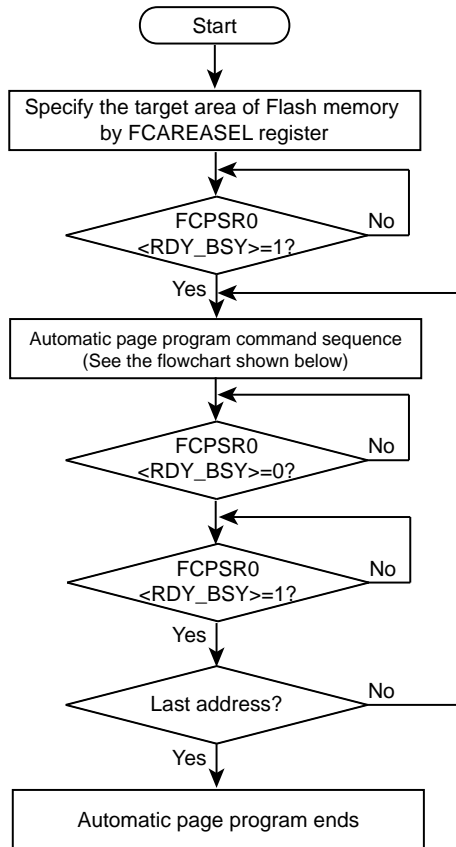 Start
Specify the target area of Flash memory
by FCAREASEL register
FCPSR0
<RDY_BSY>=1?
No
Yes
Automatic page program command sequence
(See the flowchart shown below)
FCPSR0
<RDY_BSY>=0?
No
FCPSR0
<RDY_BSY>=1?
No
Yes
Last address?
No
Yes
Automatic page program ends